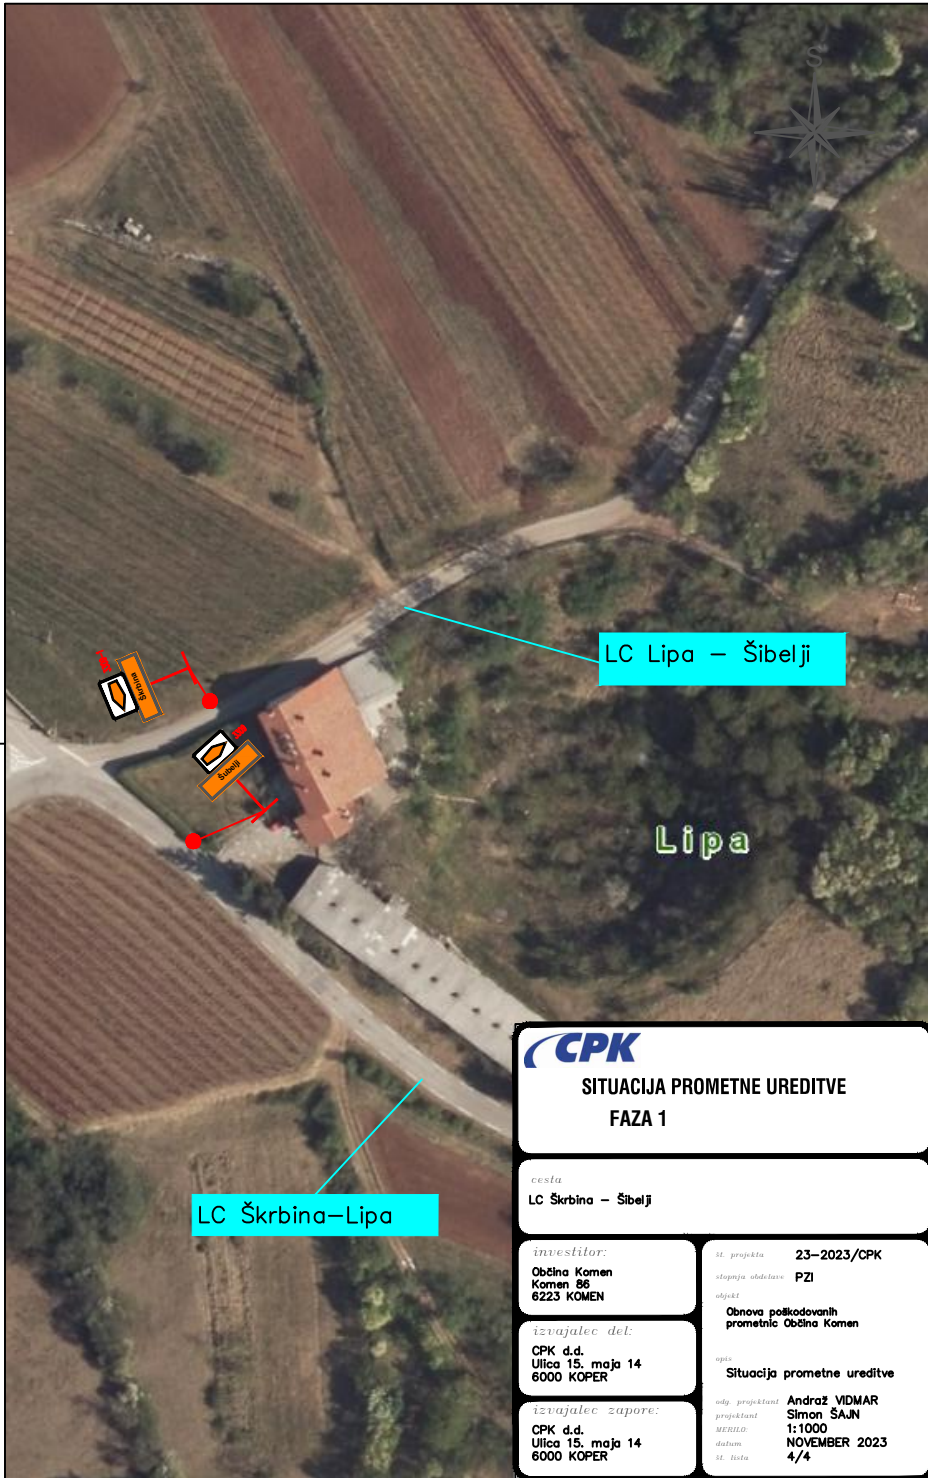 S
LC Lipa – Šibelji
Škrbina
Šubelji
Lipa
LC Škrbina–Lipa
CPK
SITUACIJA PROMETNE UREDITVE
FAZA 1
cesta
LC Škrbina – Šibelji
investitor:
Občina Komen
Komen 86
6223 KOMEN
izvajalec del:
CPK d.d.
Ulica 15. maja 14
6000 KOPER
izvajalec zapore:
CPK d.d.
Ulica 15. maja 14
6000 KOPER
št. projekta 23–2023/CPK
stopnja obdelave PZI
objekt
Obnova poškodovanih
prometnic Občina Komen
opis
Situacija prometne ureditve
odg. projektant Andraž VIDMAR
projektant Simon ŠAJN
MERILO: 1:1000
datum NOVEMBER 2023
št. lista 4/4